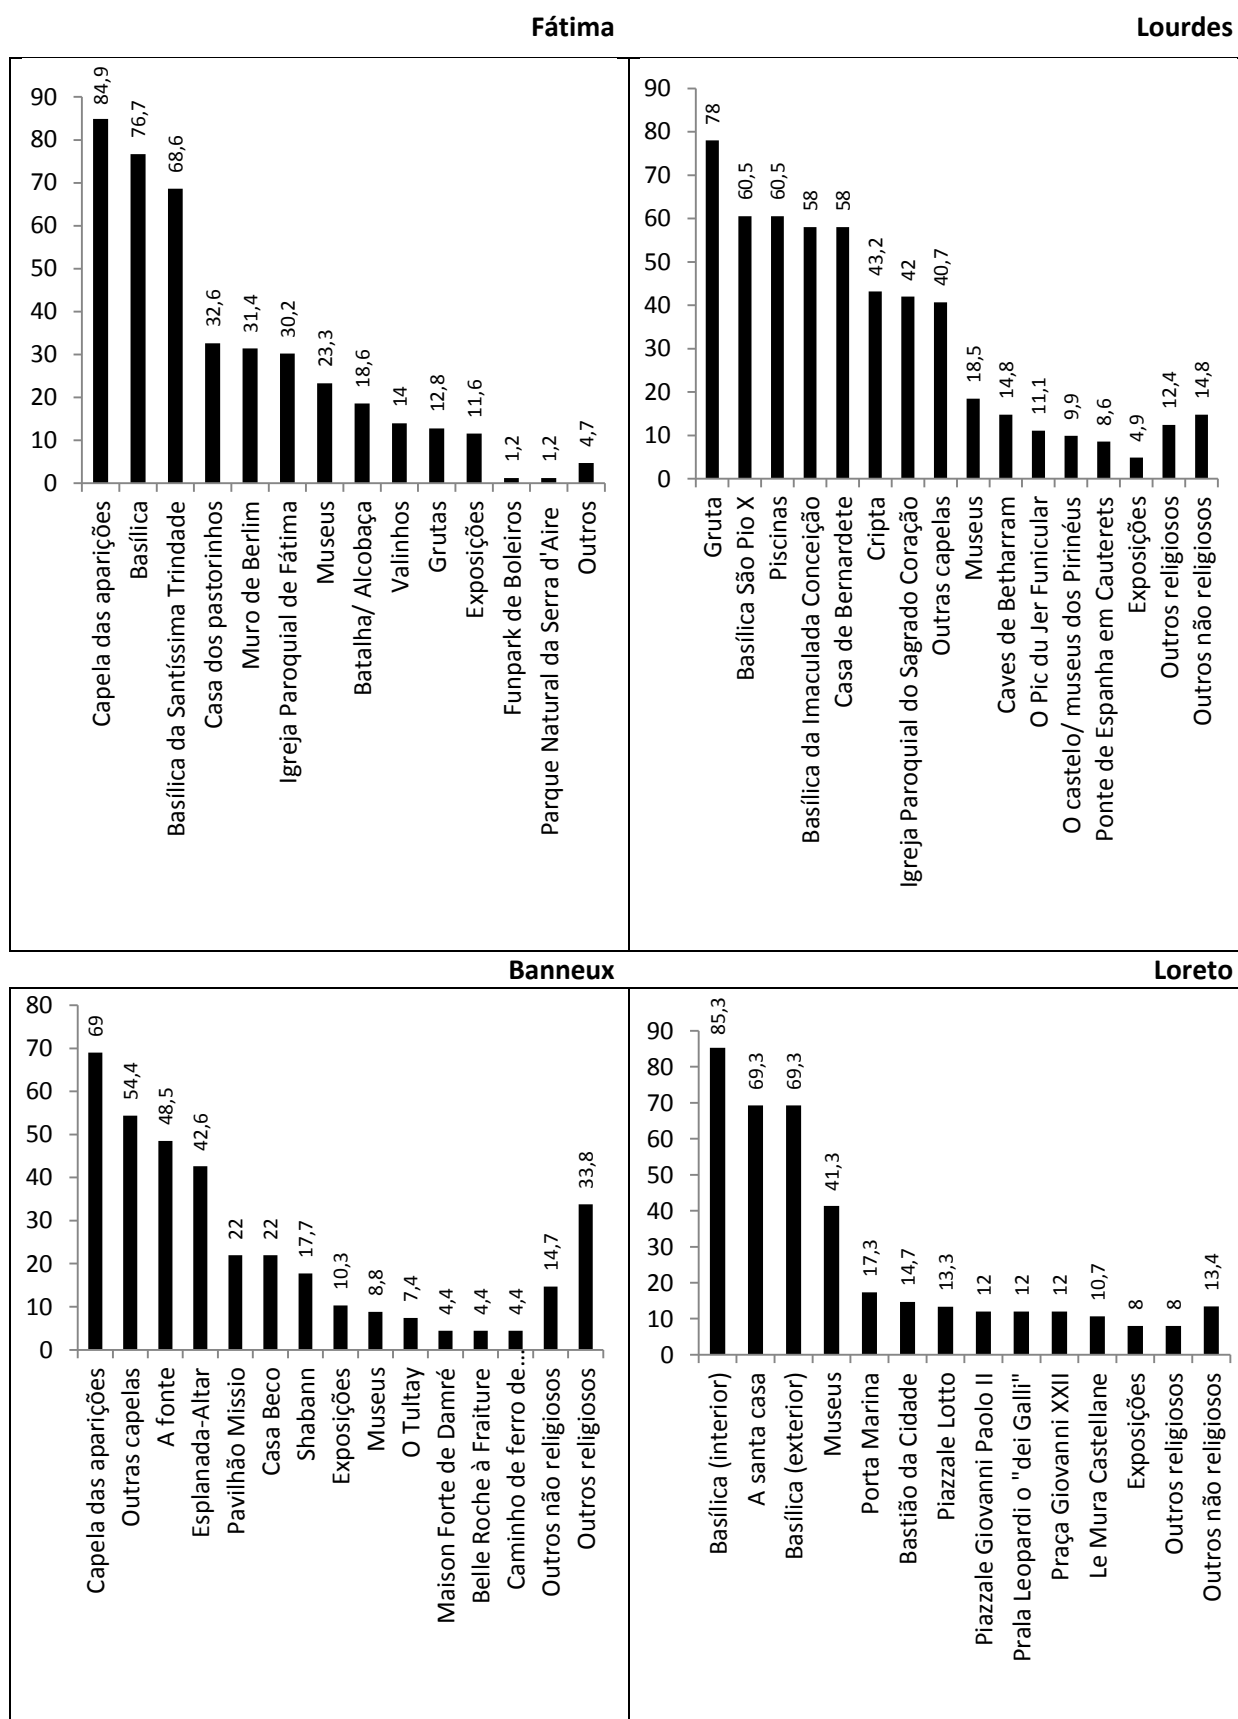 Fátima
84,9
76,7
68,6
32,6
31,4
30,2
23,3
18,6
14
12,8
11,6
1,2
1,2
4,7
90
80
70
60
50
40
30
20
10
0
Capela das aparições
Basílica
Basílica da Santíssima Trindade
Casa dos pastorinhos
Muro de Berlim
Igreja Paroquial de Fátima
Museus
Batalha/ Alcobaça
Valinhos
Grutas
Exposições
Funpark de Boleiros
Parque Natural da Serra d'Aire
Outros
Lourdes
78
60,5
60,5
58
58
43,2
42
40,7
18,5
14,8
11,1
9,9
8,6
4,9
12,4
14,8
90
80
70
60
50
40
30
20
10
0
Gruta
Basílica São Pio X
Piscinas
Basílica da Imaculada Conceição
Casa de Bernardete
Cripta
Igreja Paroquial do Sagrado Coração
Outras capelas
Museus
Caves de Betharram
O Pic du Jer Funicular
O castelo/ museus dos Pirinéus
Ponte de Espanha em Cauterets
Exposições
Outros religiosos
Outros não religiosos
Banneux
69
54,4
48,5
42,6
22
22
17,7
10,3
8,8
7,4
4,4
4,4
4,4
14,7
33,8
80
70
60
50
40
30
20
10
0
Capela das aparições
Outras capelas
A fonte
Esplanada-Altar
Pavilhão Missio
Casa Beco
Shabann
Exposições
Museus
O Tultay
Maison Forte de Damré
Belle Roche à Fraiture
Caminho de ferro de…
Outros não religiosos
Outros religiosos
Loreto
85,3
69,3
69,3
41,3
17,3
14,7
13,3
12
12
12
10,7
8
8
13,4
90
80
70
60
50
40
30
20
10
0
Basílica (interior)
A santa casa
Basílica (exterior)
Museus
Porta Marina
Bastião da Cidade
Piazzale Lotto
Piazzale Giovanni Paolo II
Prala Leopardi o "dei Galli"
Praça Giovanni XXII
Le Mura Castellane
Exposições
Outros religiosos
Outros não religiosos